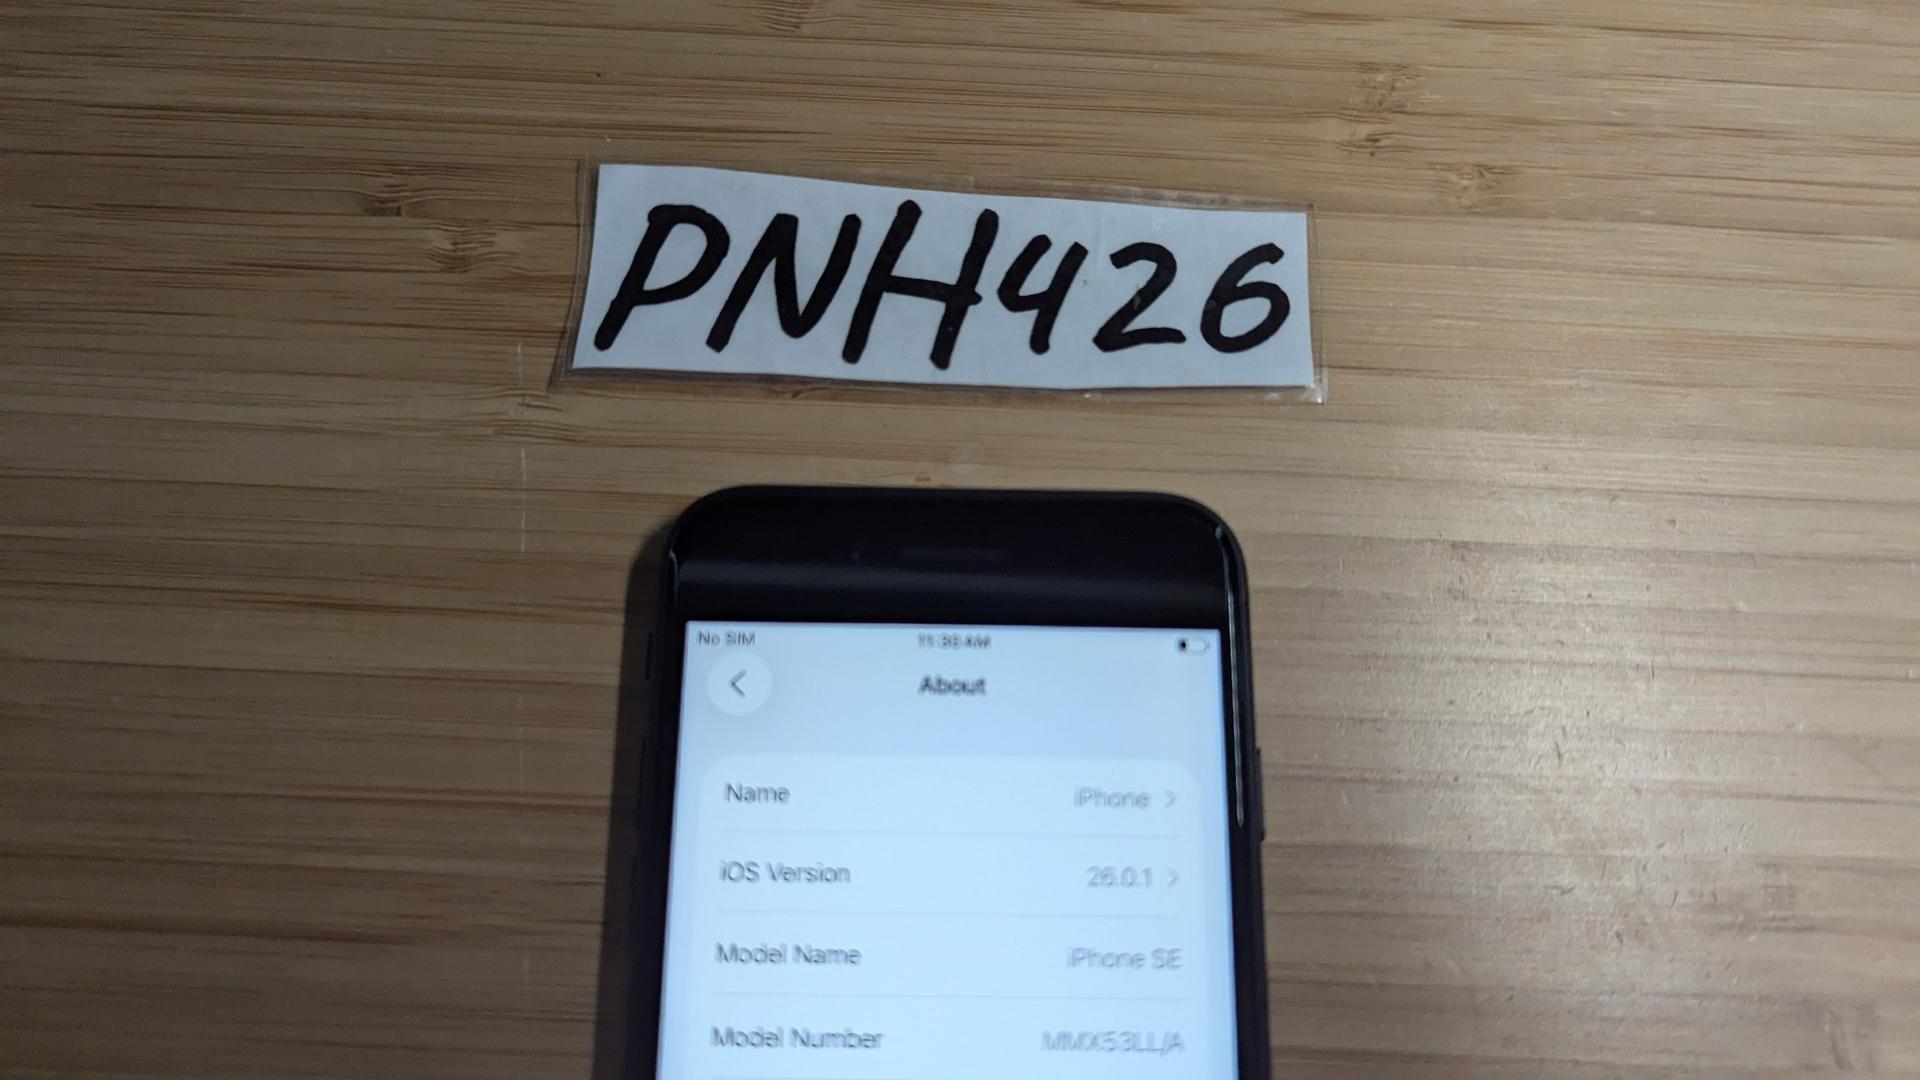 PNH426
No SIM
11:38 AM
About
Name
iPhone
iOS Version
26.0.1
Model Name
iPhone SE
Model Number
MMX53LL/A